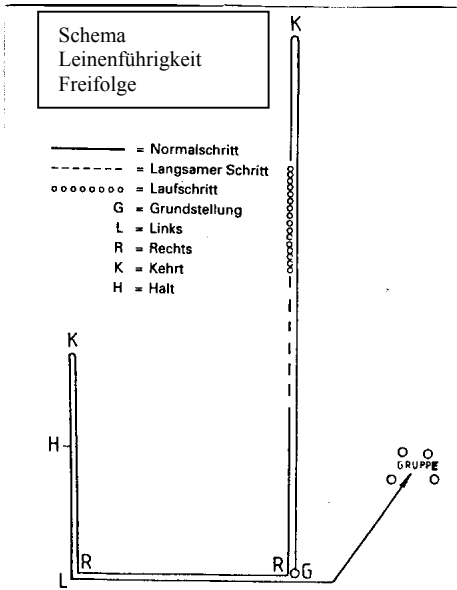 Schema
Leinenführigkeit
Freifolge
K
= Normalschritt
= Langsamer Schritt
= Laufschritt
G = Grundstellung
L = Links
R = Rechts
K = Kehrt
H = Halt
K
H
GRUPPE
R
R G
L